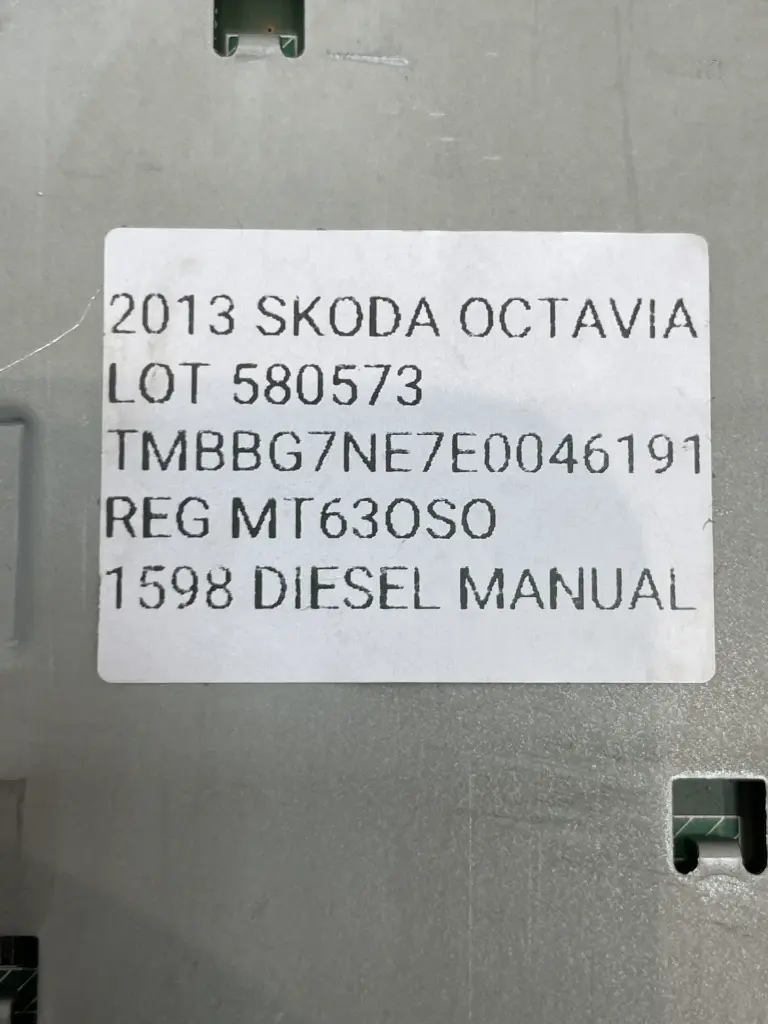 2013 SKODA OCTAVIA
LOT 580573
TMBBG7NE7E0046191
REG MT63OSO
1598 DIESEL MANUAL